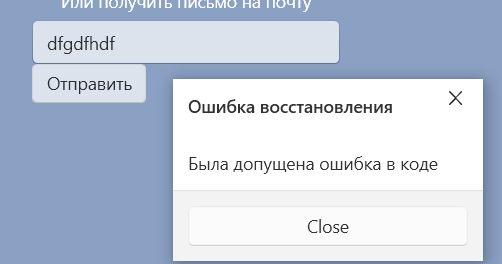 Или получить письмо на почту
dfgdfhdf
Отправить
Ошибка восстановления
Была допущена ошибка в коде
Close